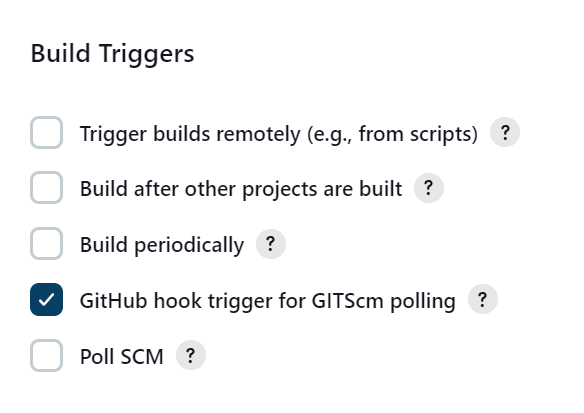 Build Triggers
Trigger builds remotely (e.g., from scripts) ?
Build after other projects are built ?
Build periodically ?
GitHub hook trigger for GITScm polling ?
Poll SCM ?